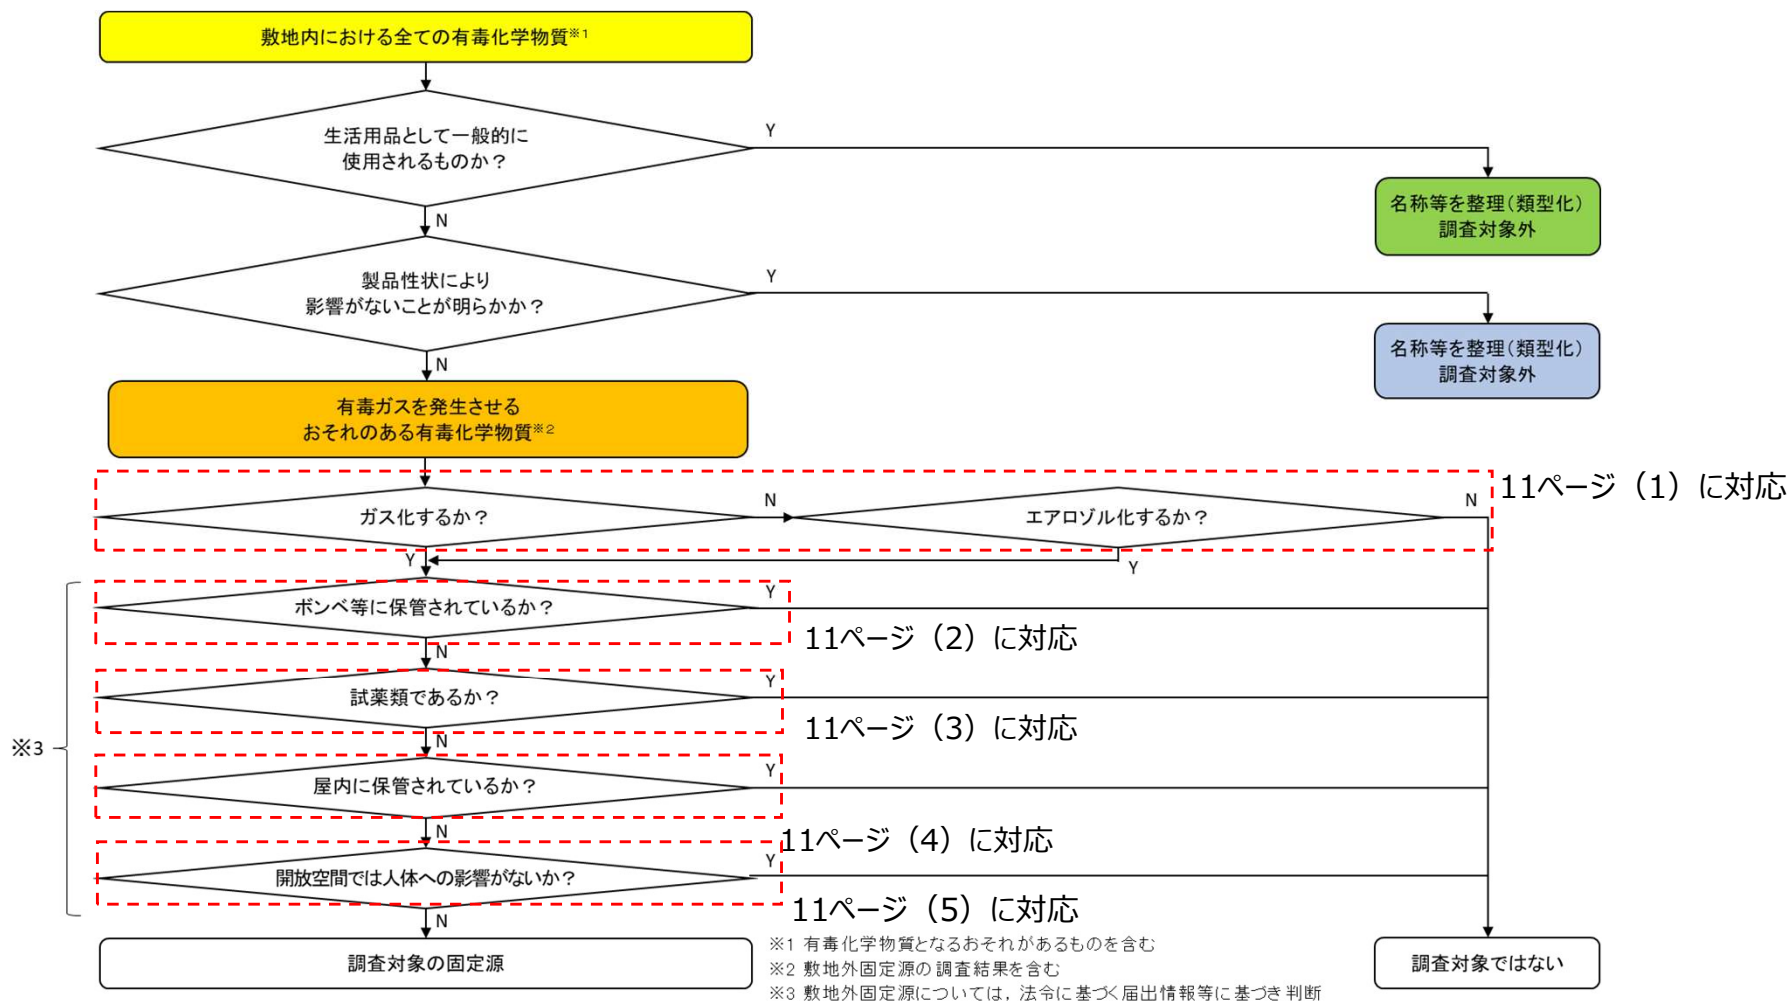 敷地内における全ての有毒化学物質※1
生活用品として一般的に
使用されるものか？
Y
N
名称等を整理（類型化）
調査対象外
製品性状により
影響がないことが明らかか？
Y
N
名称等を整理（類型化）
調査対象外
有毒ガスを発生させる
おそれのある有毒化学物質※2
11ページ（1）に対応
ガス化するか？
N
エアロゾル化するか？
N
Y
Y
ボンベ等に保管されているか？
Y
11ページ（2）に対応
N
試薬類であるか？
Y
11ページ（3）に対応
N
※3
屋内に保管されているか？
Y
11ページ（4）に対応
N
開放空間では人体への影響がないか？
Y
11ページ（5）に対応
N
調査対象の固定源
調査対象ではない
※1 有毒化学物質となるおそれがあるものを含む
※2 敷地外固定源の調査結果を含む
※3 敷地外固定源については，法令に基づく届出情報等に基づき判断